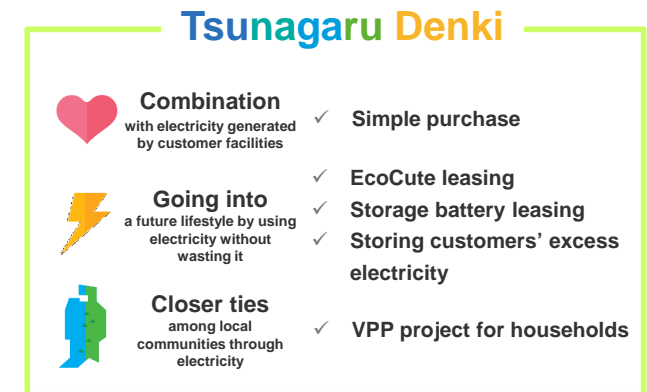 Tsunagaru Denki
Combination
with electricity generated
by customer facilities
✓ Simple purchase
Going into
a future lifestyle by using
electricity without
wasting it
✓ EcoCute leasing
✓ Storage battery leasing
✓ Storing customers’ excess
electricity
Closer ties
among local
communities through
electricity
✓ VPP project for households